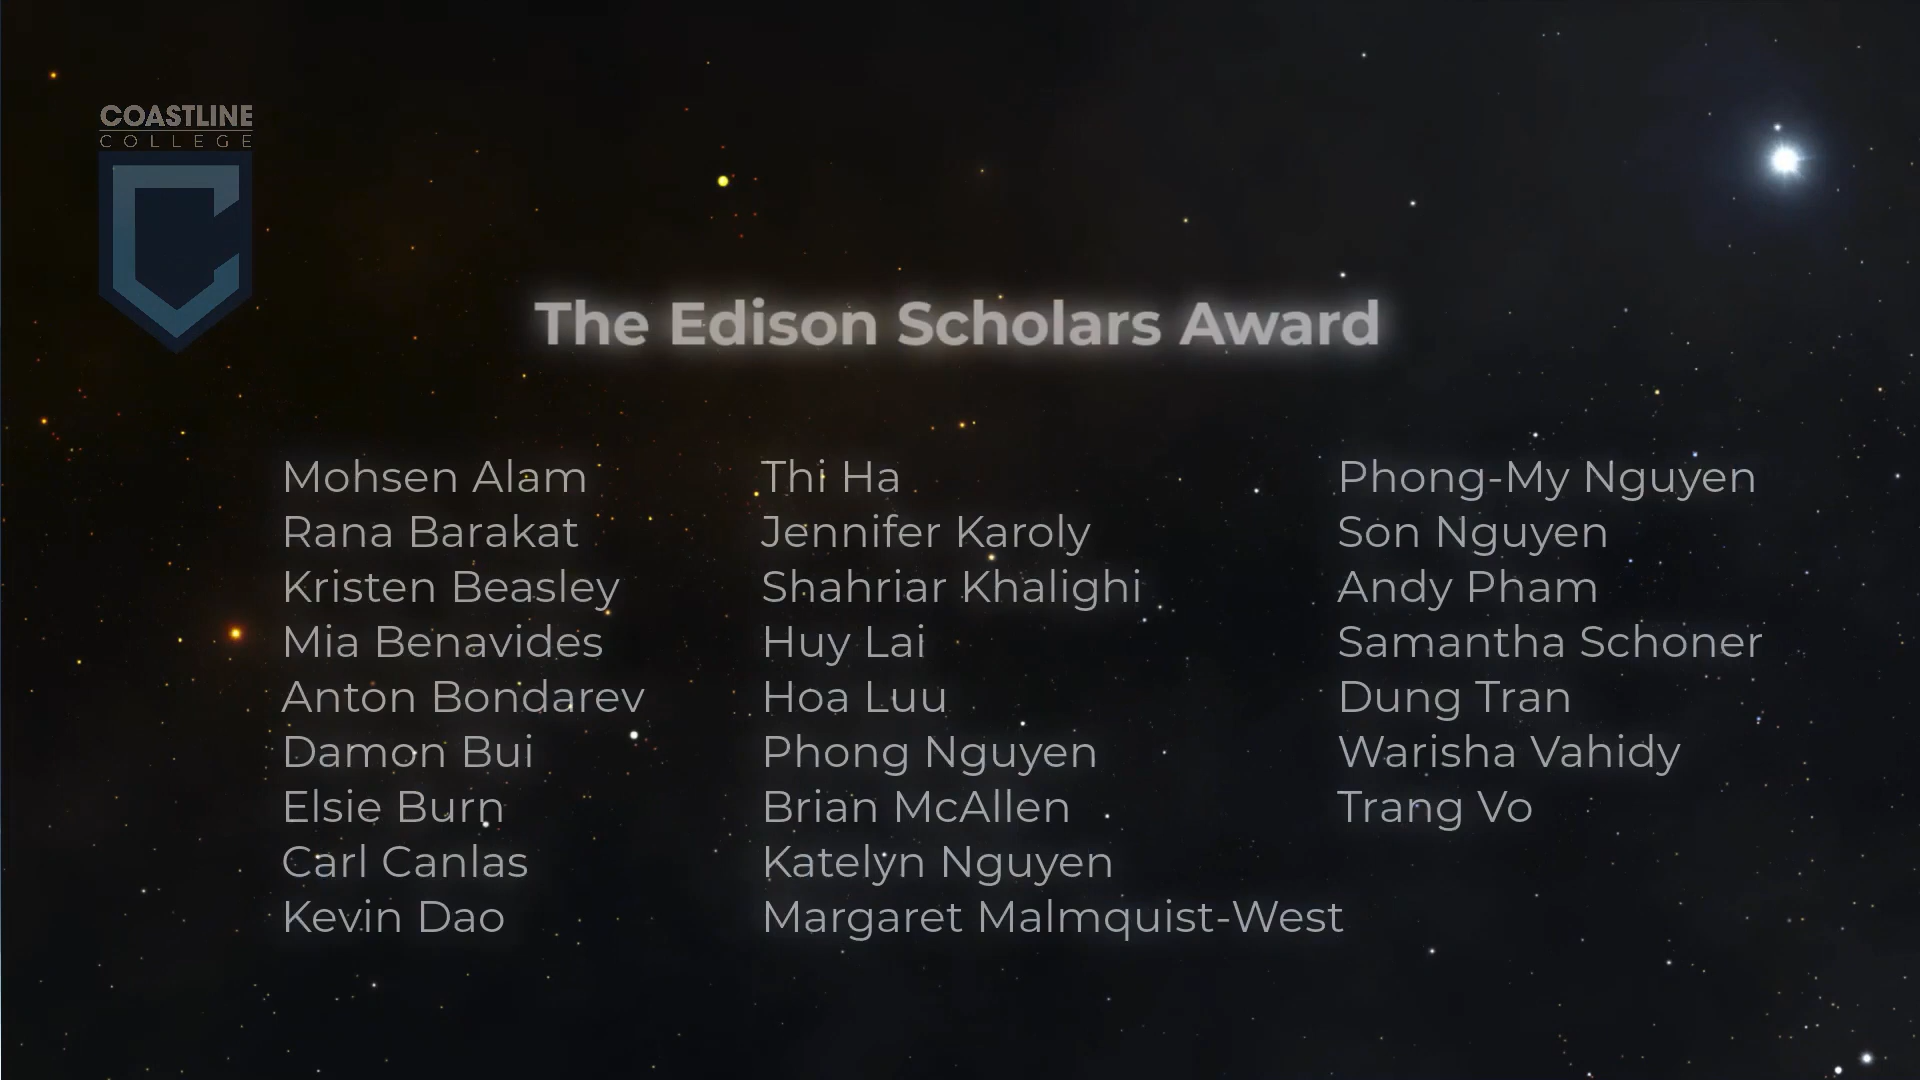 COASTLINE
COLLEGE
The Edison Scholars Award
Mohsen Alam
Rana Barakat
Kristen Beasley
Mia Benavides
Anton Bondarev
Damon Bui
Elsie Burn
Carl Canlas
Kevin Dao
Thi Ha
Jennifer Karoly
Shahriar Khalighi
Huy Lai
Hoa Luu
Phong Nguyen
Brian McAllen
Katelyn Nguyen
Margaret Malmquist-West
Phong-My Nguyen
Son Nguyen
Andy Pham
Samantha Schoner
Dung Tran
Warisha Vahidy
Trang Vo